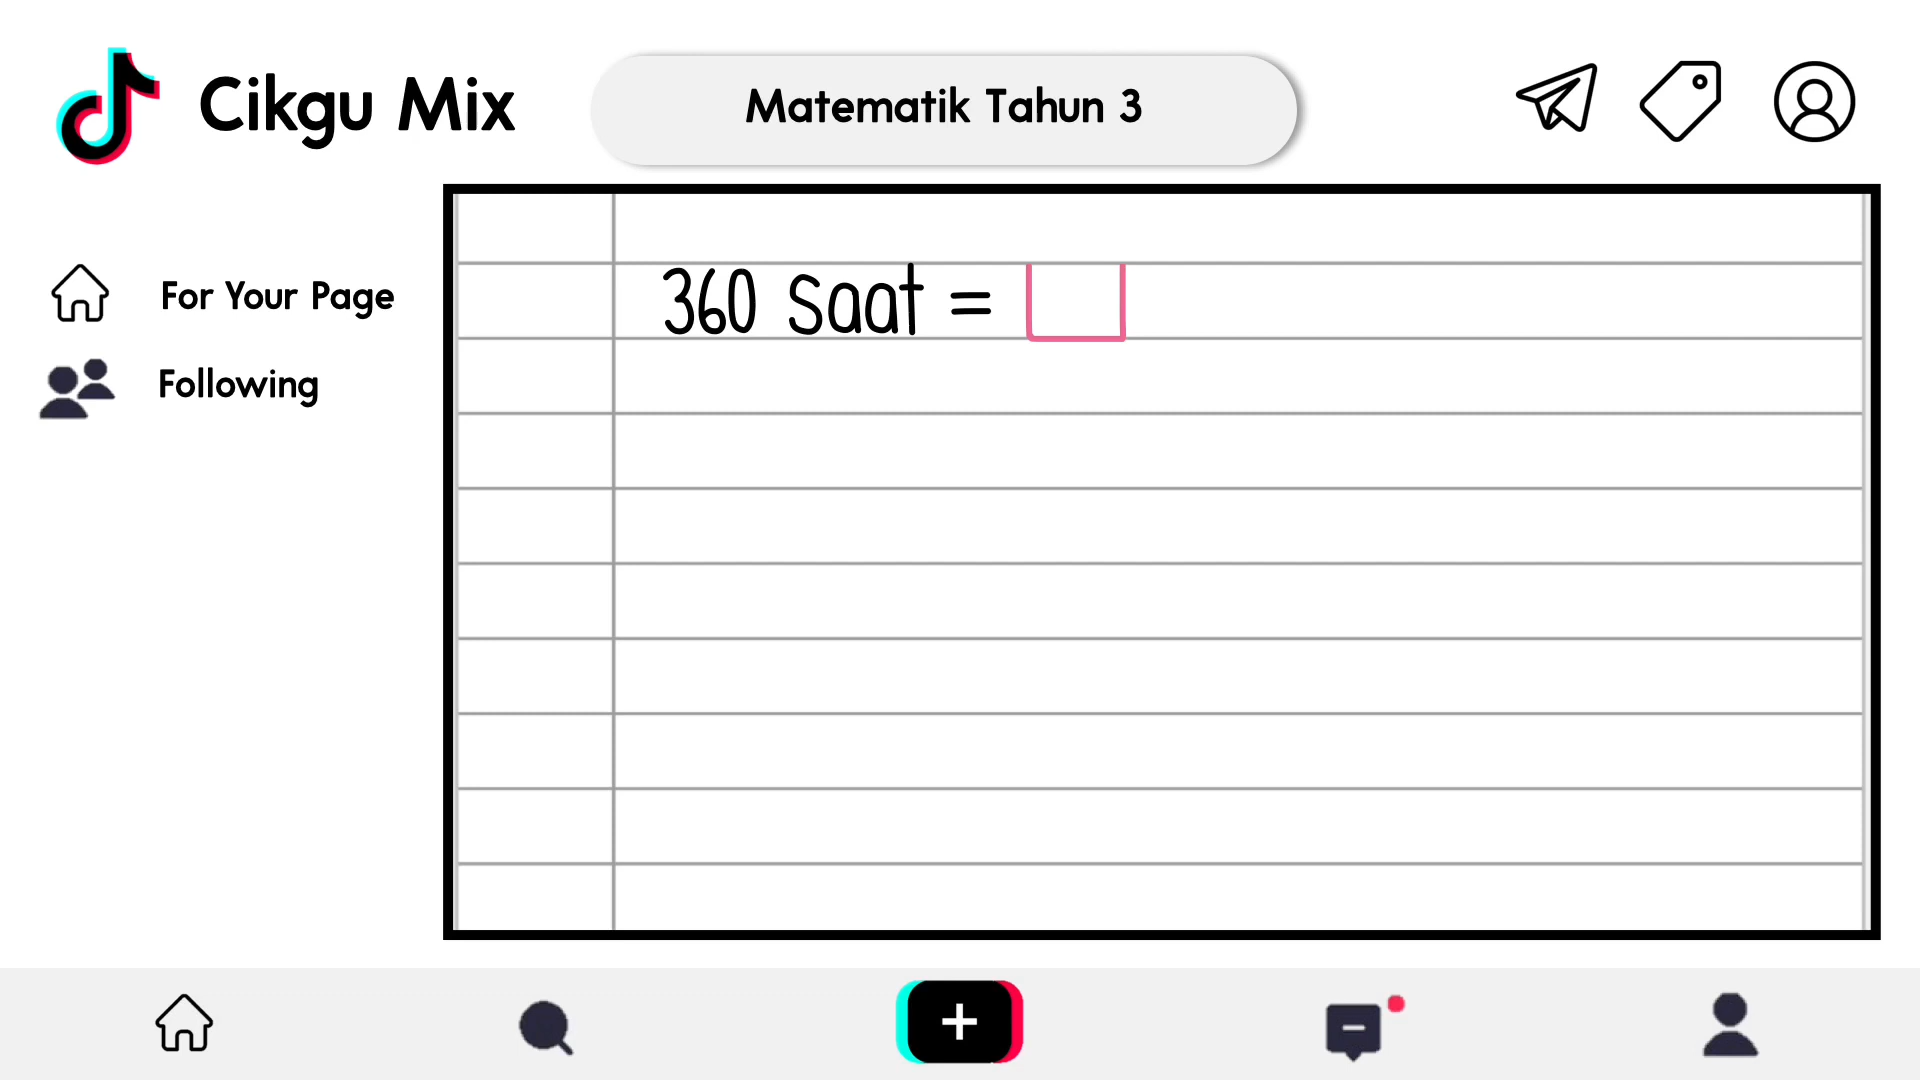 Cikgu Mix
Matematik Tahun 3
For Your Page
Following
360 Saat =